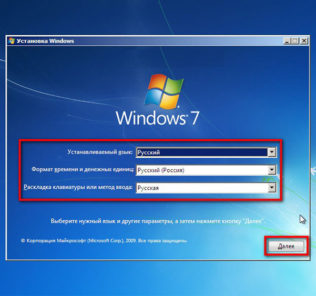 Установка Windows
Windows 7
Устанавливаемый язык: Русский
Формат времени и денежных единиц: Русский (Россия)
Раскладка клавиатуры или метод ввода: Русская
Выберите нужный язык и другие параметры, а затем нажмите кнопку "Далее".
© Корпорация Майкрософт (Microsoft Corp.), 2009. Все права защищены.
Далее